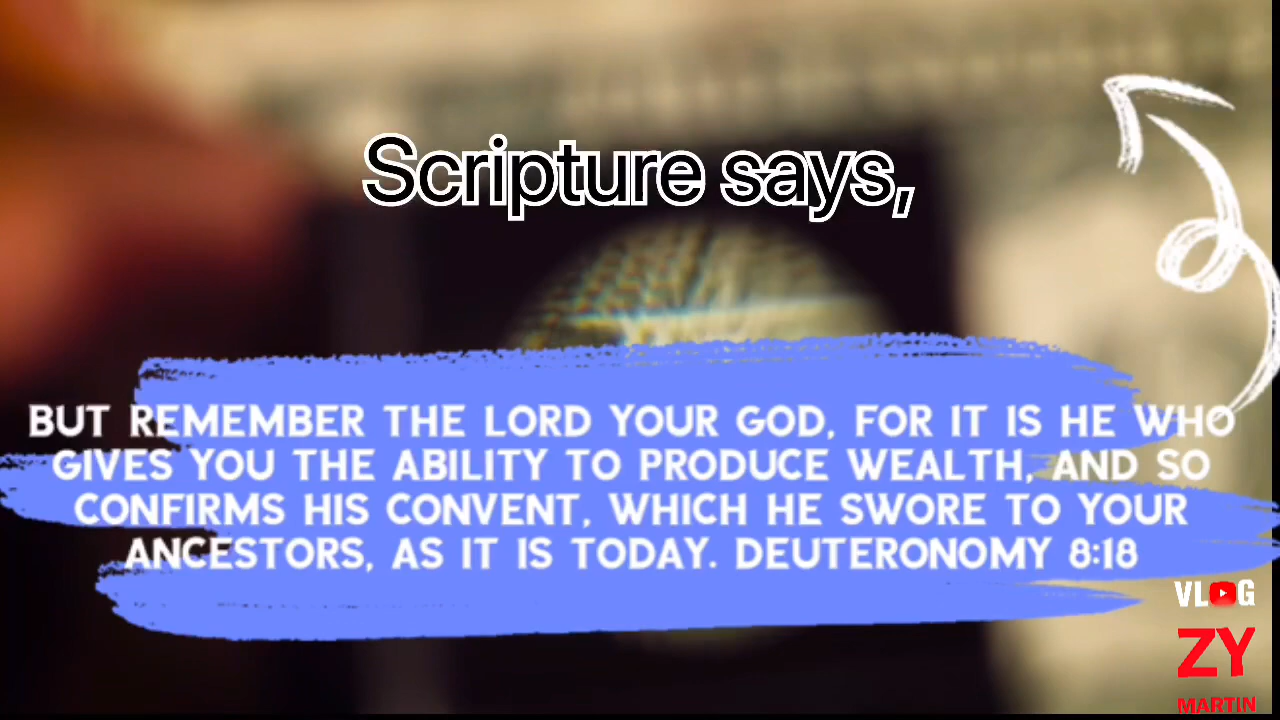 Scripture says,
BUT REMEMBER THE LORD YOUR GOD, FOR IT IS HE WHO
GIVES YOU THE ABILITY TO PRODUCE WEALTH, AND SO
CONFIRMS HIS CONVENT, WHICH HE SWORE TO YOUR
ANCESTORS, AS IT IS TODAY. DEUTERONOMY 8:18
VLOG
ZY
MARTIN